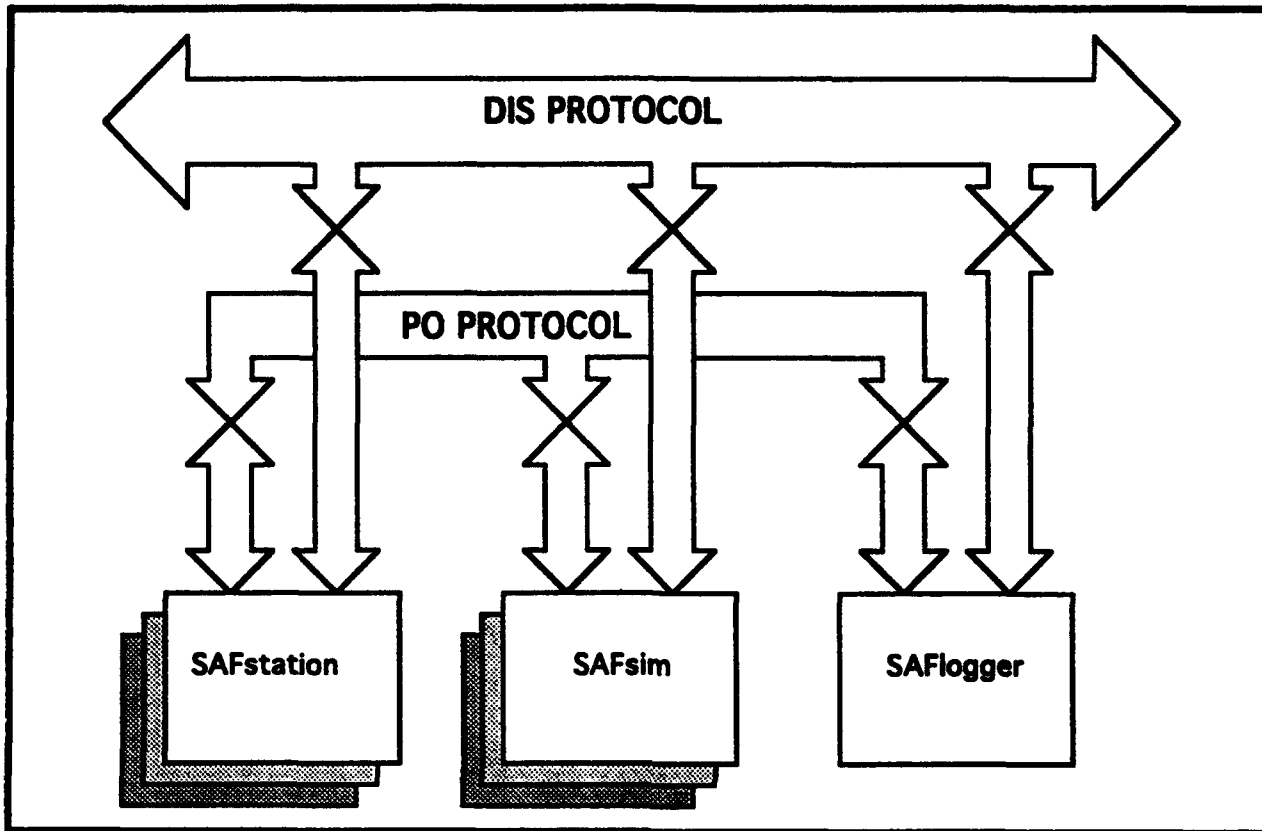 DIS PROTOCOL
PO PROTOCOL
SAFstation
SAFsim
SAFlogger